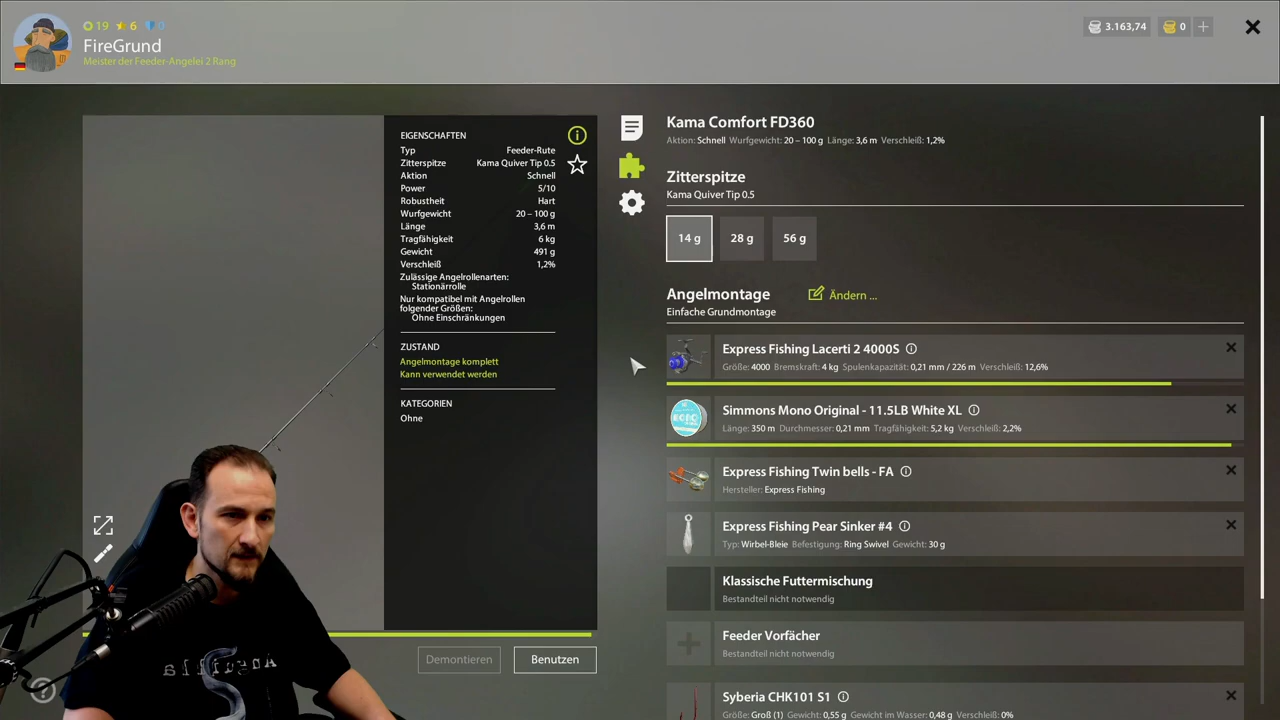 19 6 0
FireGrund
Meister der Feeder-Angelei 2 Rang
3.163,74
0
EIGENSCHAFTEN
Typ Feeder-Rute
Zitterspitze Kama Quiver Tip 0.5
Aktion Schnell
Power 5/10
Robustheit Hart
Wurfgewicht 20 – 100 g
Länge 3,6 m
Tragfähigkeit 6 kg
Gewicht 491 g
Verschleiß 1,2%
Zulässige Angelrollenarten:
Stationärrolle
Nur kompatibel mit Angelrollen
folgender Größen:
Ohne Einschränkungen
ZUSTAND
Angelmontage komplett
Kann verwendet werden
KATEGORIEN
Ohne
Demontieren
Benutzen
Kama Comfort FD360
Aktion: Schnell Wurfgewicht: 20 – 100 g Länge: 3,6 m Verschleiß: 1,2%
Zitterspitze
Kama Quiver Tip 0.5
14 g 28 g 56 g
Angelmontage Ändern ...
Einfache Grundmontage
Express Fishing Lacerti 2 4000S
Größe: 4000 Bremskraft: 4 kg Spulenkapazität: 0,21 mm / 226 m Verschleiß: 12,6%
Simmons Mono Original - 11.5LB White XL
Länge: 350 m Durchmesser: 0,21 mm Tragfähigkeit: 5,2 kg Verschleiß: 2,2%
Express Fishing Twin bells - FA
Hersteller: Express Fishing
Express Fishing Pear Sinker #4
Typ: Wirbel-Bleie Befestigung: Ring Swivel Gewicht: 30 g
Klassische Futtermischung
Bestandteil nicht notwendig
Feeder Vorfächer
Bestandteil nicht notwendig
Syberia CHK101 S1
Größe: Groß (1) Gewicht: 0,55 g Gewicht im Wasser: 0,48 g Verschleiß: 0%